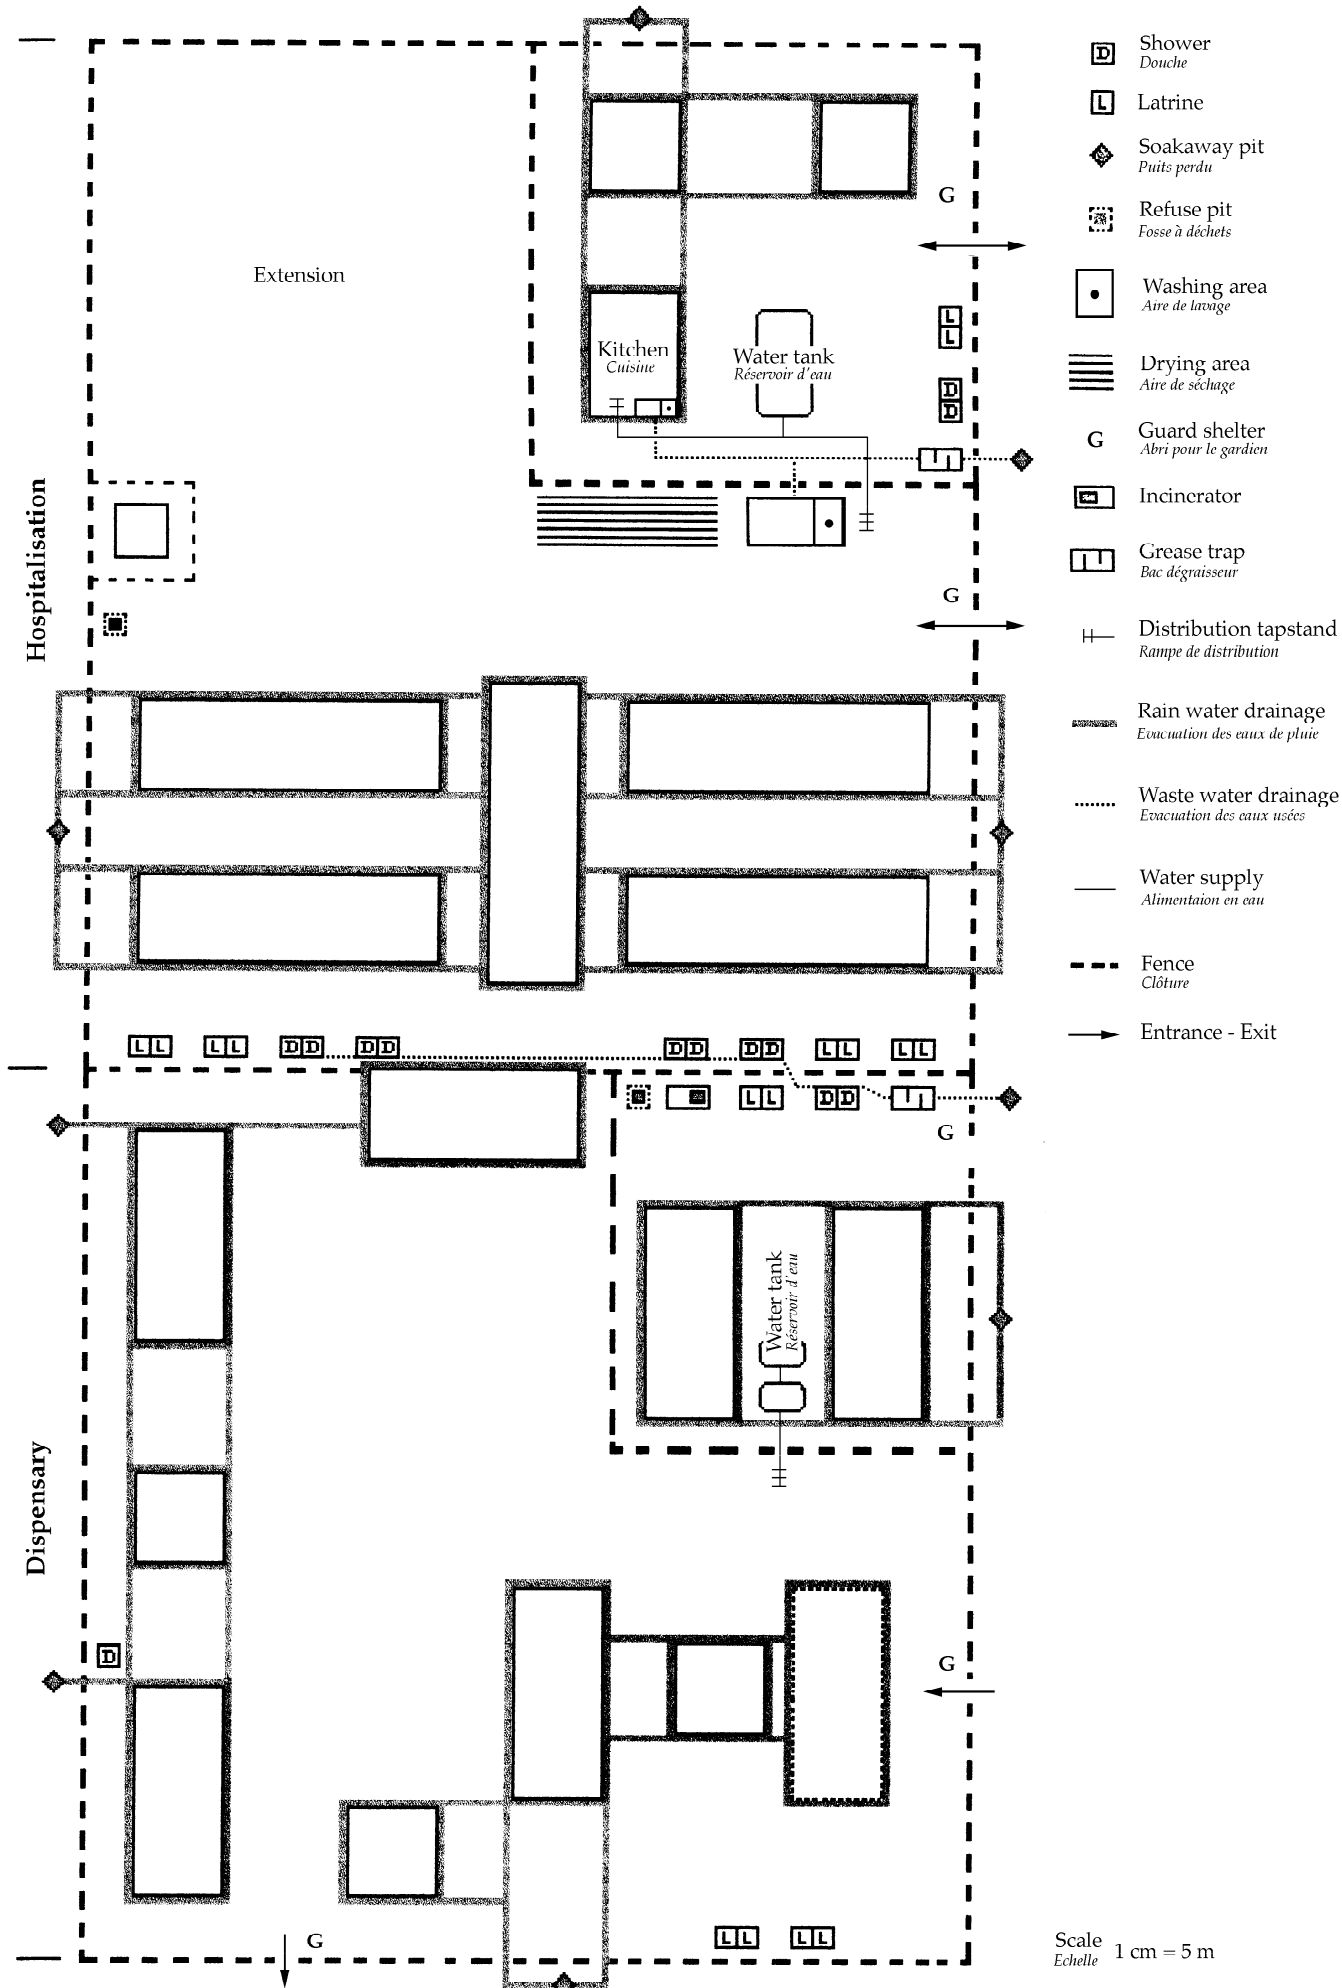 Extension
Kitchen
Cuisine
Water tank
Réservoir d'eau
G
L
L
D
D
G
Hospitalisation
L L
L L
D D
D D
D D
D D
L L
L L
L L
D D
G
Water tank
Réservoir d'eau
Dispensary
D
G
G
L L
L L
D
Shower
Douche
L
Latrine
Soakaway pit
Puits perdu
Refuse pit
Fosse à déchets
Washing area
Aire de lavage
Drying area
Aire de séchage
G
Guard shelter
Abri pour le gardien
Incinerator
Grease trap
Bac dégraisseur
Distribution tapstand
Rampe de distribution
Rain water drainage
Evacuation des eaux de pluie
Waste water drainage
Evacuation des eaux usées
Water supply
Alimentaion en eau
Fence
Clôture
Entrance - Exit
Scale 1 cm = 5 m
Echelle